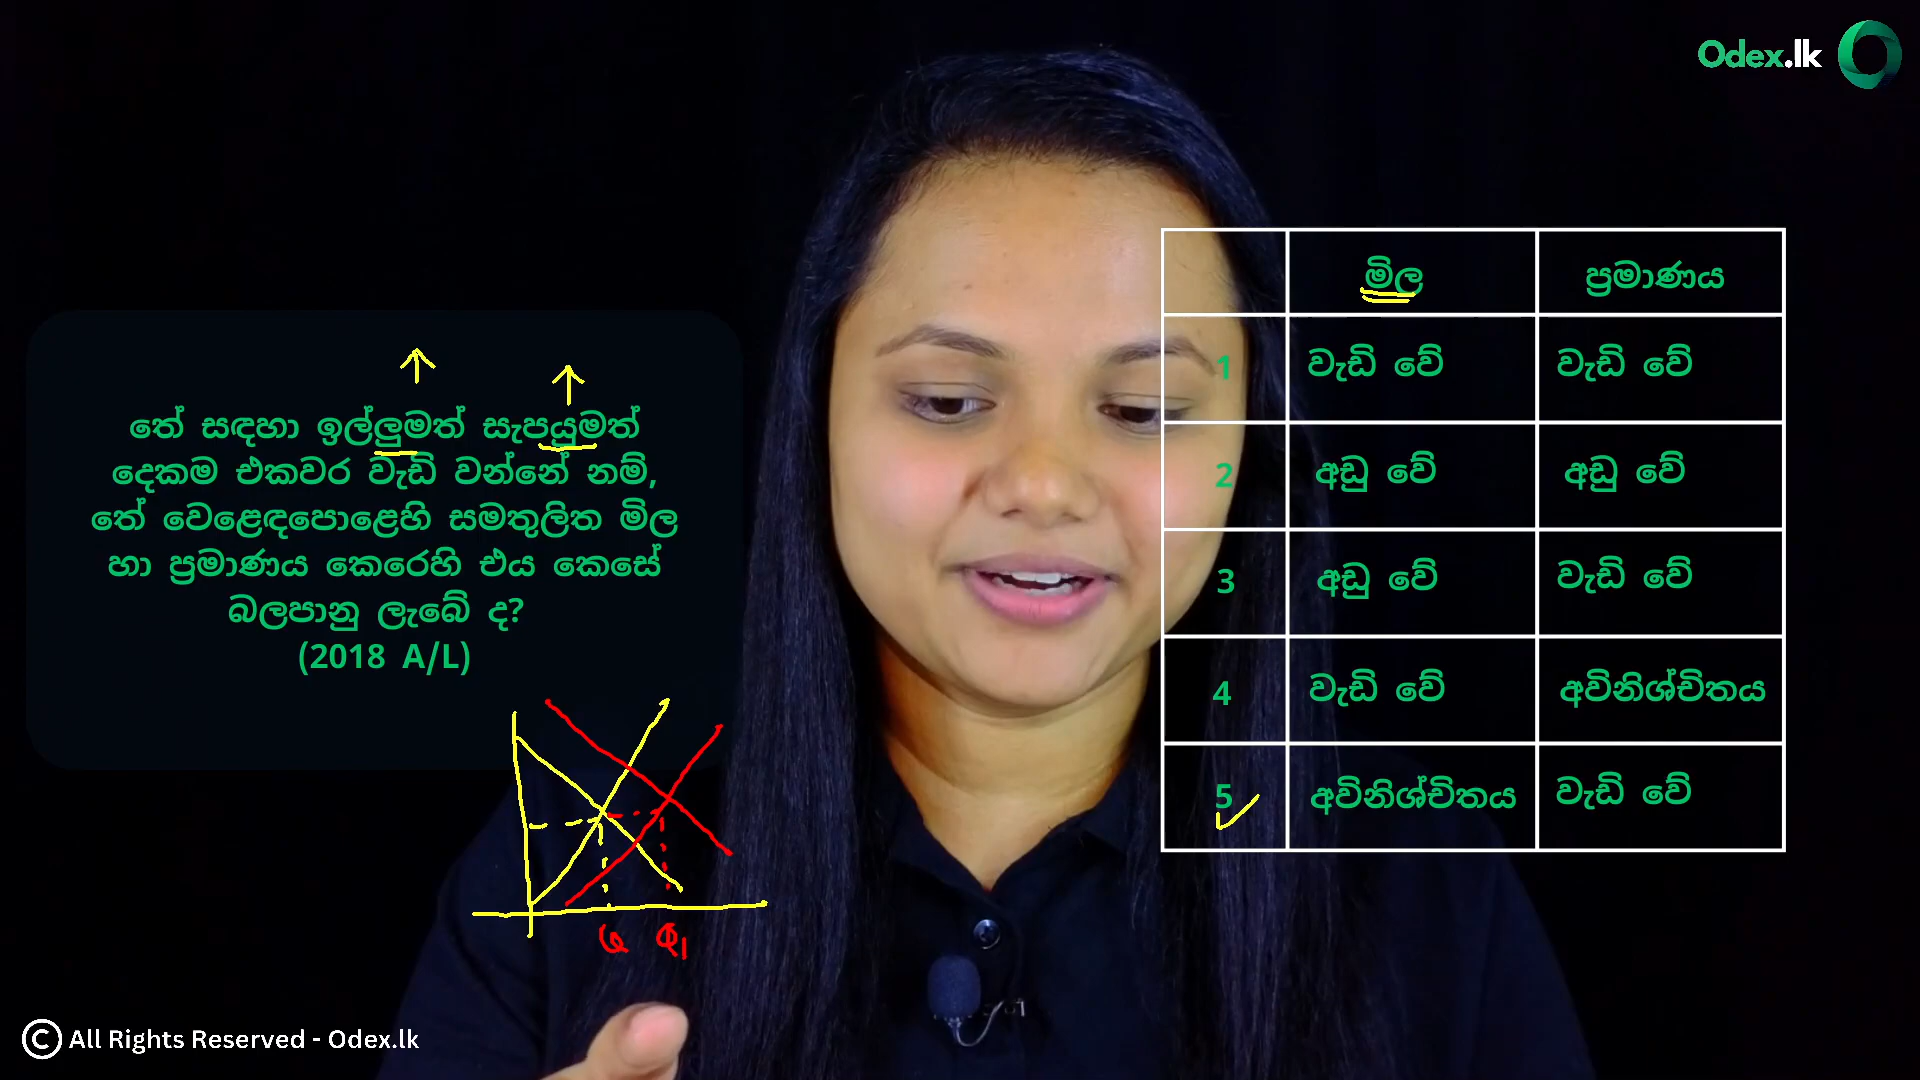 Odex.lk
තේ සඳහා ඉල්ලුමත් සැපයුමත්
දෙකම එකවර වැඩි වන්නේ නම්,
තේ වෙළෙඳපොළෙහි සමතුලිත මිල
හා ප්‍රමාණය කෙරෙහි එය කෙසේ
බලපානු ලැබේ ද?
(2018 A/L)
මිල ප්‍රමාණය
1 වැඩි වේ වැඩි වේ
2 අඩු වේ අඩු වේ
3 අඩු වේ වැඩි වේ
4 වැඩි වේ අවිනිශ්චිතය
5 අවිනිශ්චිතය වැඩි වේ
Q Q1
© All Rights Reserved - Odex.lk